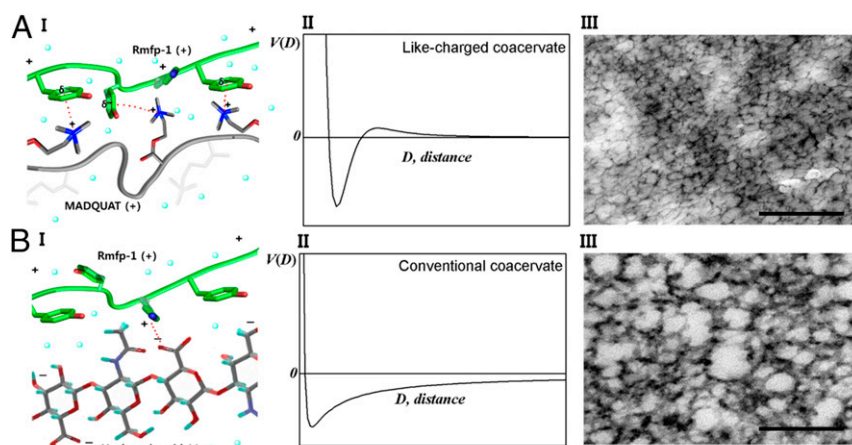 A
I
Rmfp-1 (+)
+
+
δ-
δ-
δ-
+
+
+
MADQUAT (+)
II
V(D)
Like-charged coacervate
0
D, distance
III
B
I
Rmfp-1 (+)
+
+
+
−
−
−
−
II
V(D)
Conventional coacervate
0
D, distance
III